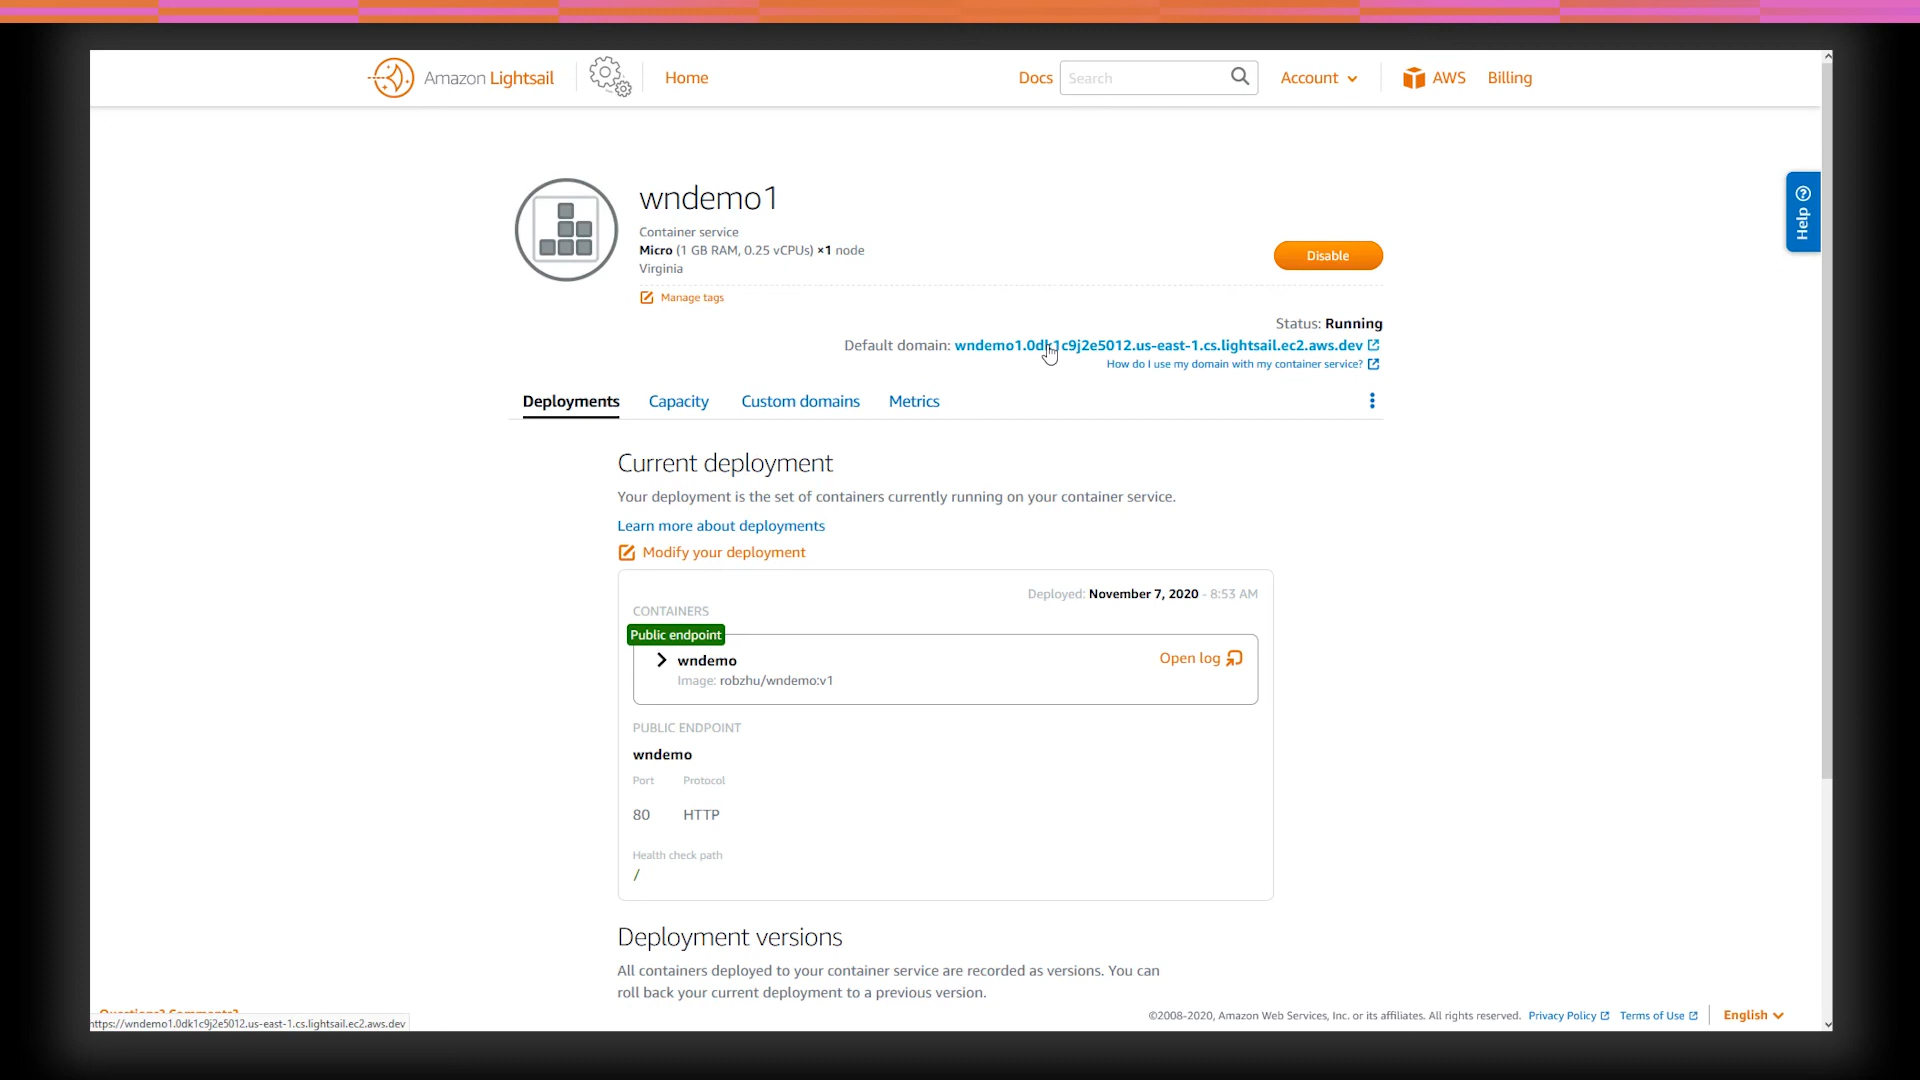 Amazon Lightsail
Home
Docs
Search
Account
AWS
Billing
Help
wndemo1
Container service
Micro (1 GB RAM, 0.25 vCPUs) ×1 node
Virginia
Disable
Manage tags
Status: Running
Default domain: wndemo1.0dk1c9j2e5012.us-east-1.cs.lightsail.ec2.aws.dev
How do I use my domain with my container service?
Deployments
Capacity
Custom domains
Metrics
Current deployment
Your deployment is the set of containers currently running on your container service.
Learn more about deployments
Modify your deployment
Deployed: November 7, 2020 - 8:53 AM
CONTAINERS
Public endpoint
wndemo
Open log
Image: robzhu/wndemo:v1
PUBLIC ENDPOINT
wndemo
Port Protocol
80 HTTP
Health check path
/
Deployment versions
All containers deployed to your container service are recorded as versions. You can
roll back your current deployment to a previous version.
Questions? Comments?
https://wndemo1.0dk1c9j2e5012.us-east-1.cs.lightsail.ec2.aws.dev
©2008-2020, Amazon Web Services, Inc. or its affiliates. All rights reserved.
Privacy Policy
Terms of Use
English